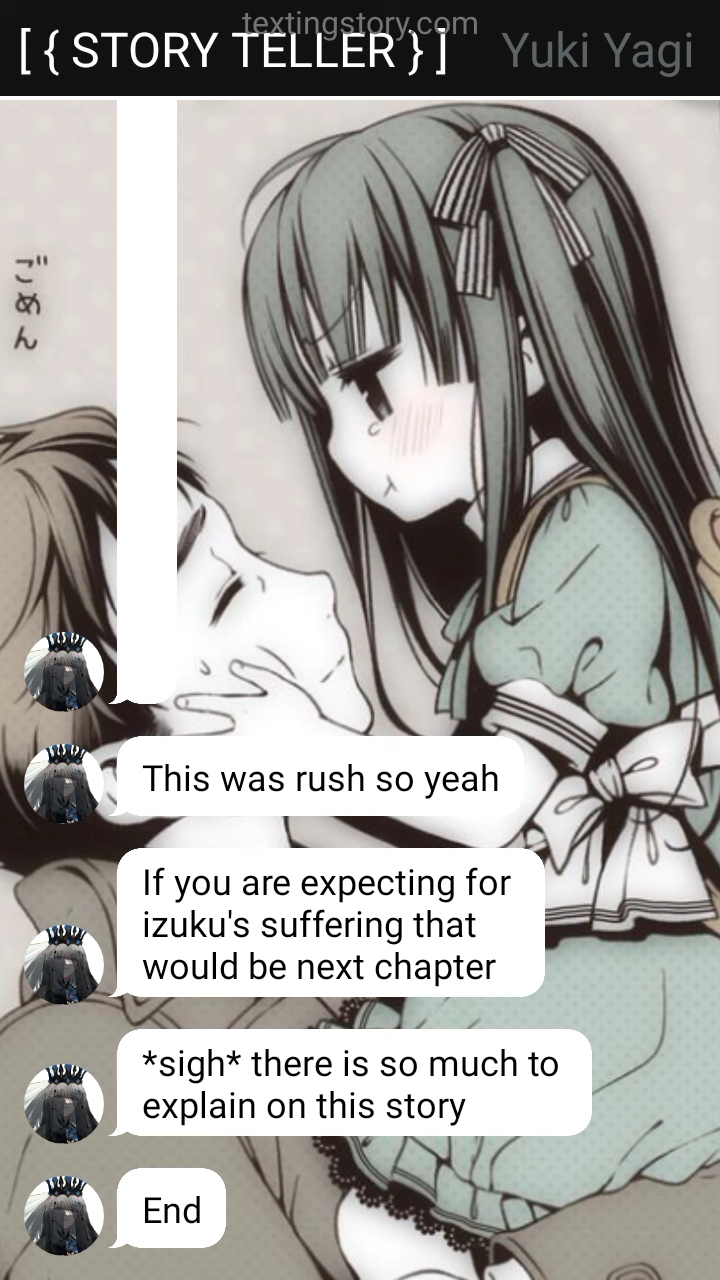 textingstory.com
[ { STORY TELLER } ] Yuki Yagi
ごめん
This was rush so yeah
If you are expecting for
izuku's suffering that
would be next chapter
*sigh* there is so much to
explain on this story
End